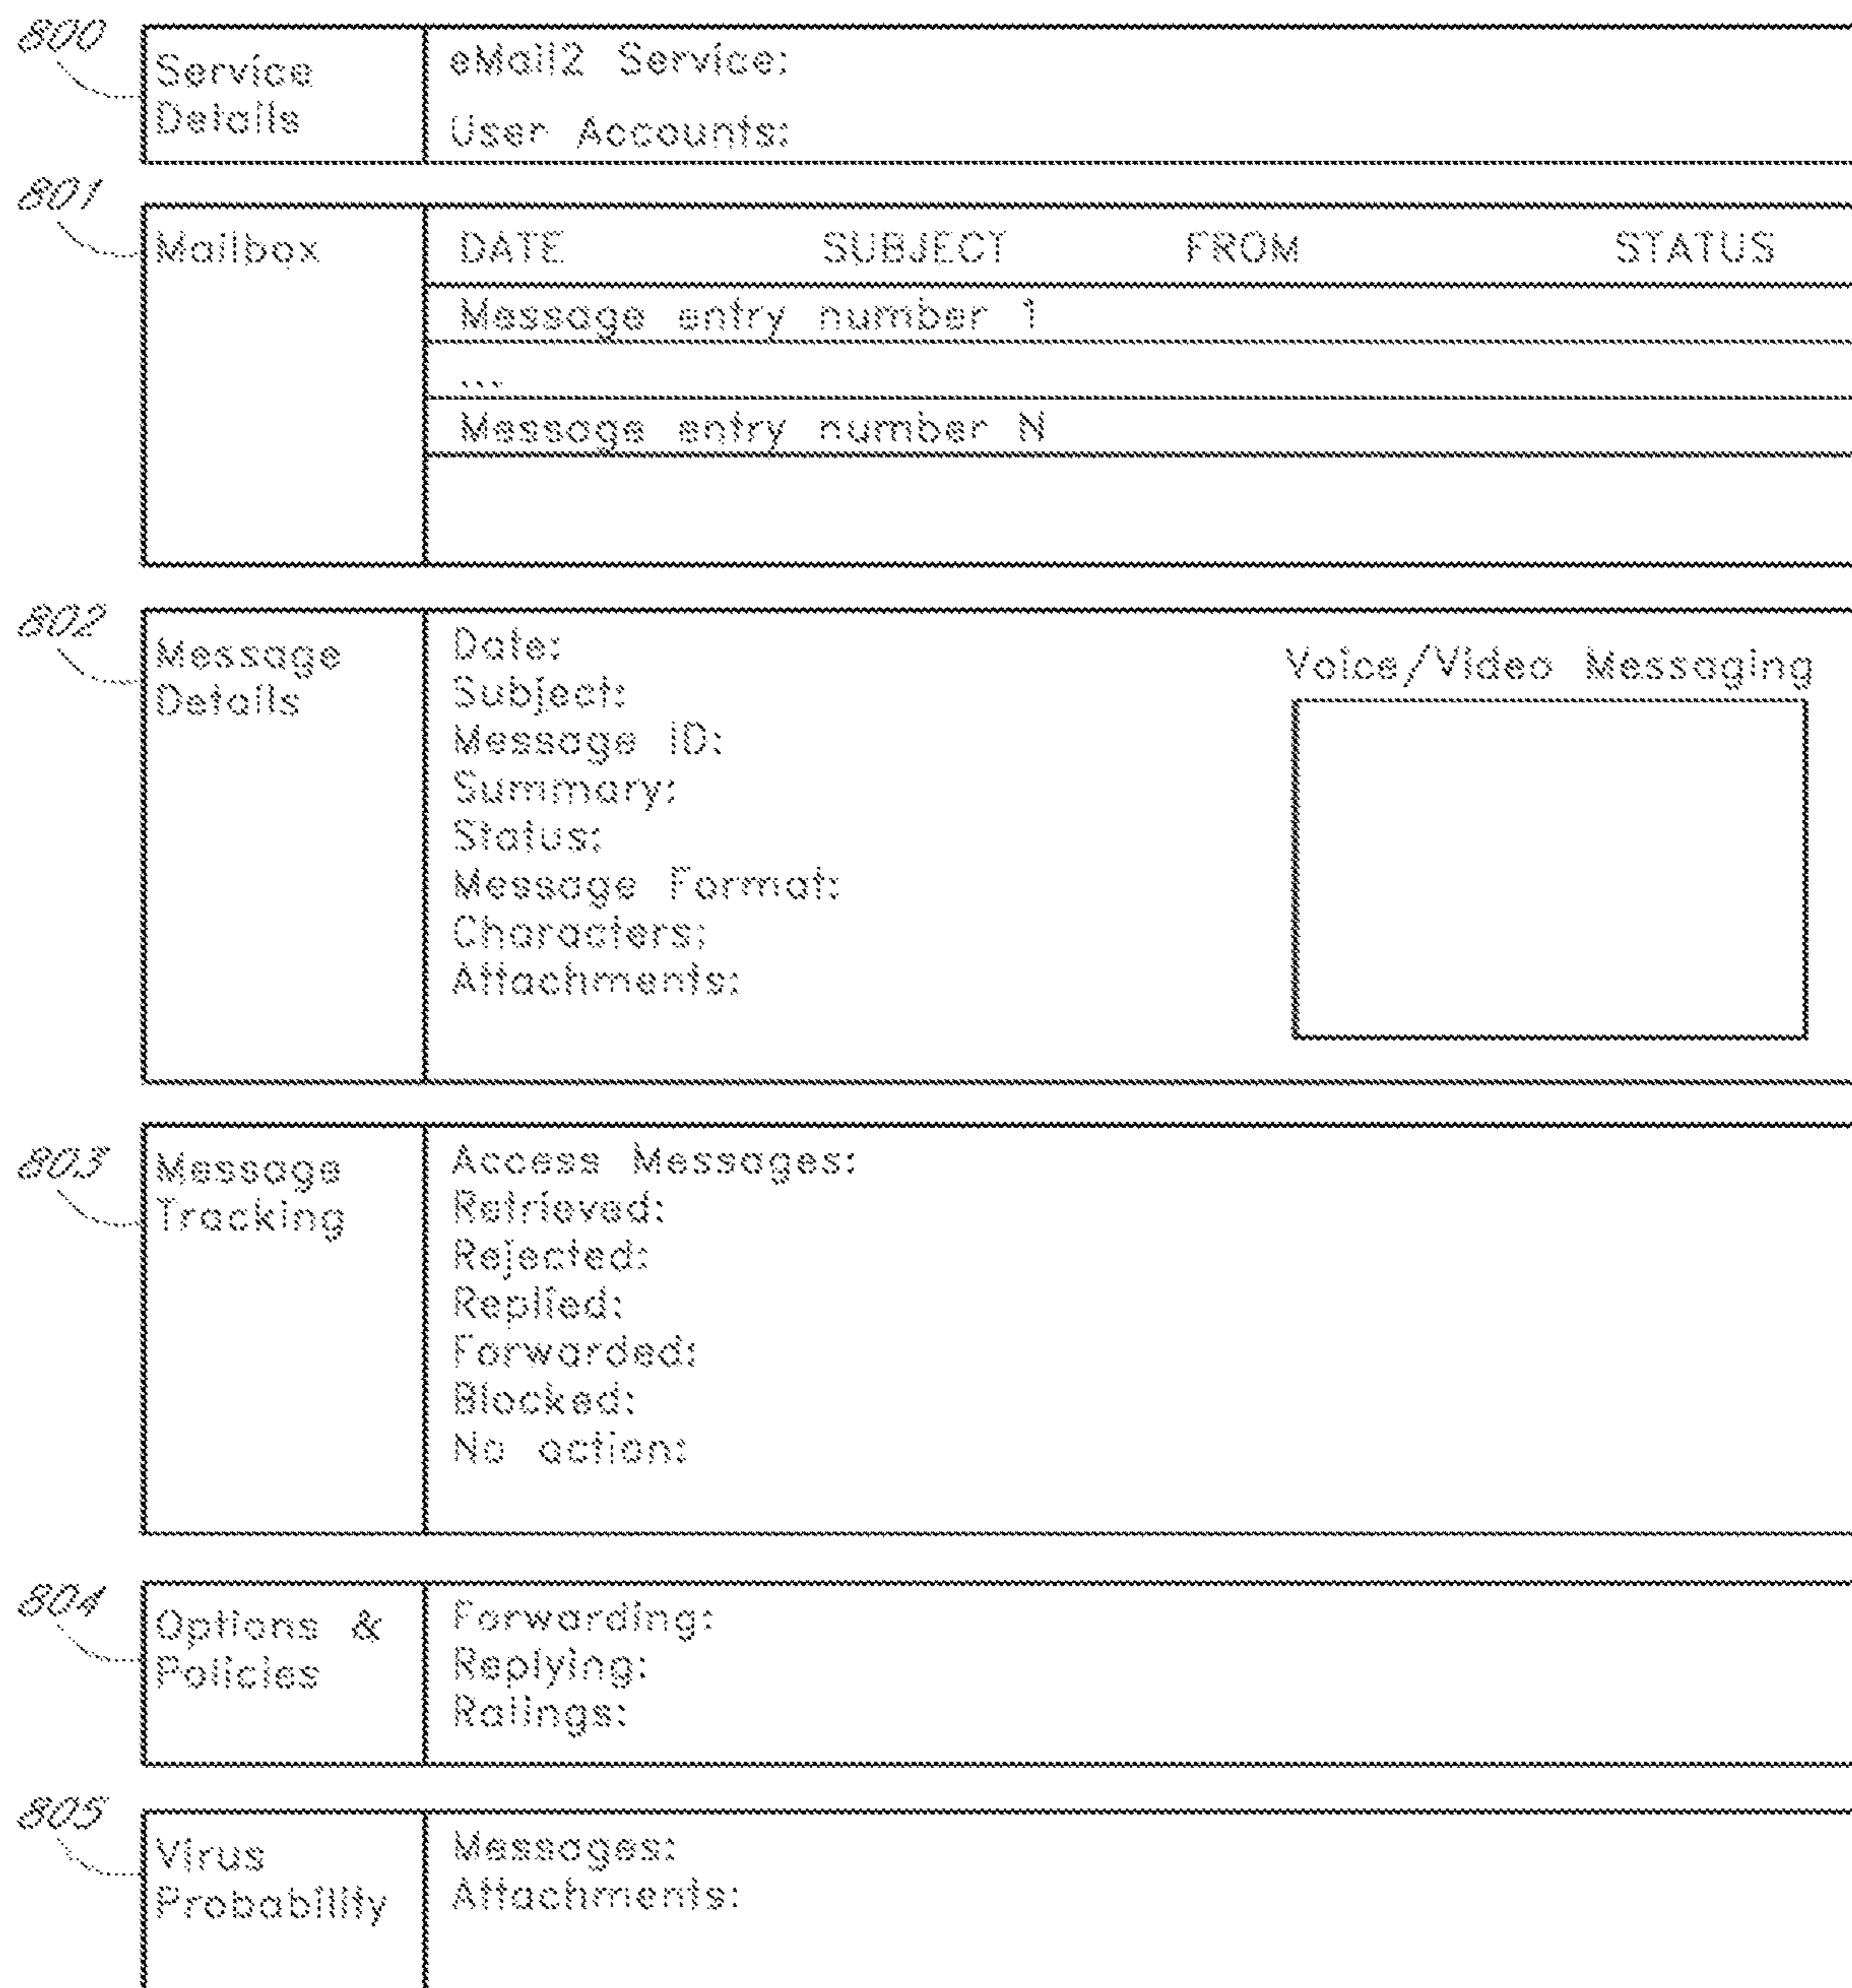 800
Service
Details
eMail2 Service:
User Accounts:
801
Mailbox
DATE SUBJECT FROM STATUS
Message entry number 1
...
Message entry number N
802
Message
Details
Date:
Subject:
Message ID:
Summary:
Status:
Message Format:
Characters:
Attachments:
Voice/Video Messaging
803
Message
Tracking
Access Messages:
Retrieved:
Rejected:
Replied:
Forwarded:
Blocked:
No action:
804
Options &
Policies
Forwarding:
Replying:
Ratings:
805
Virus
Probability
Messages:
Attachments: